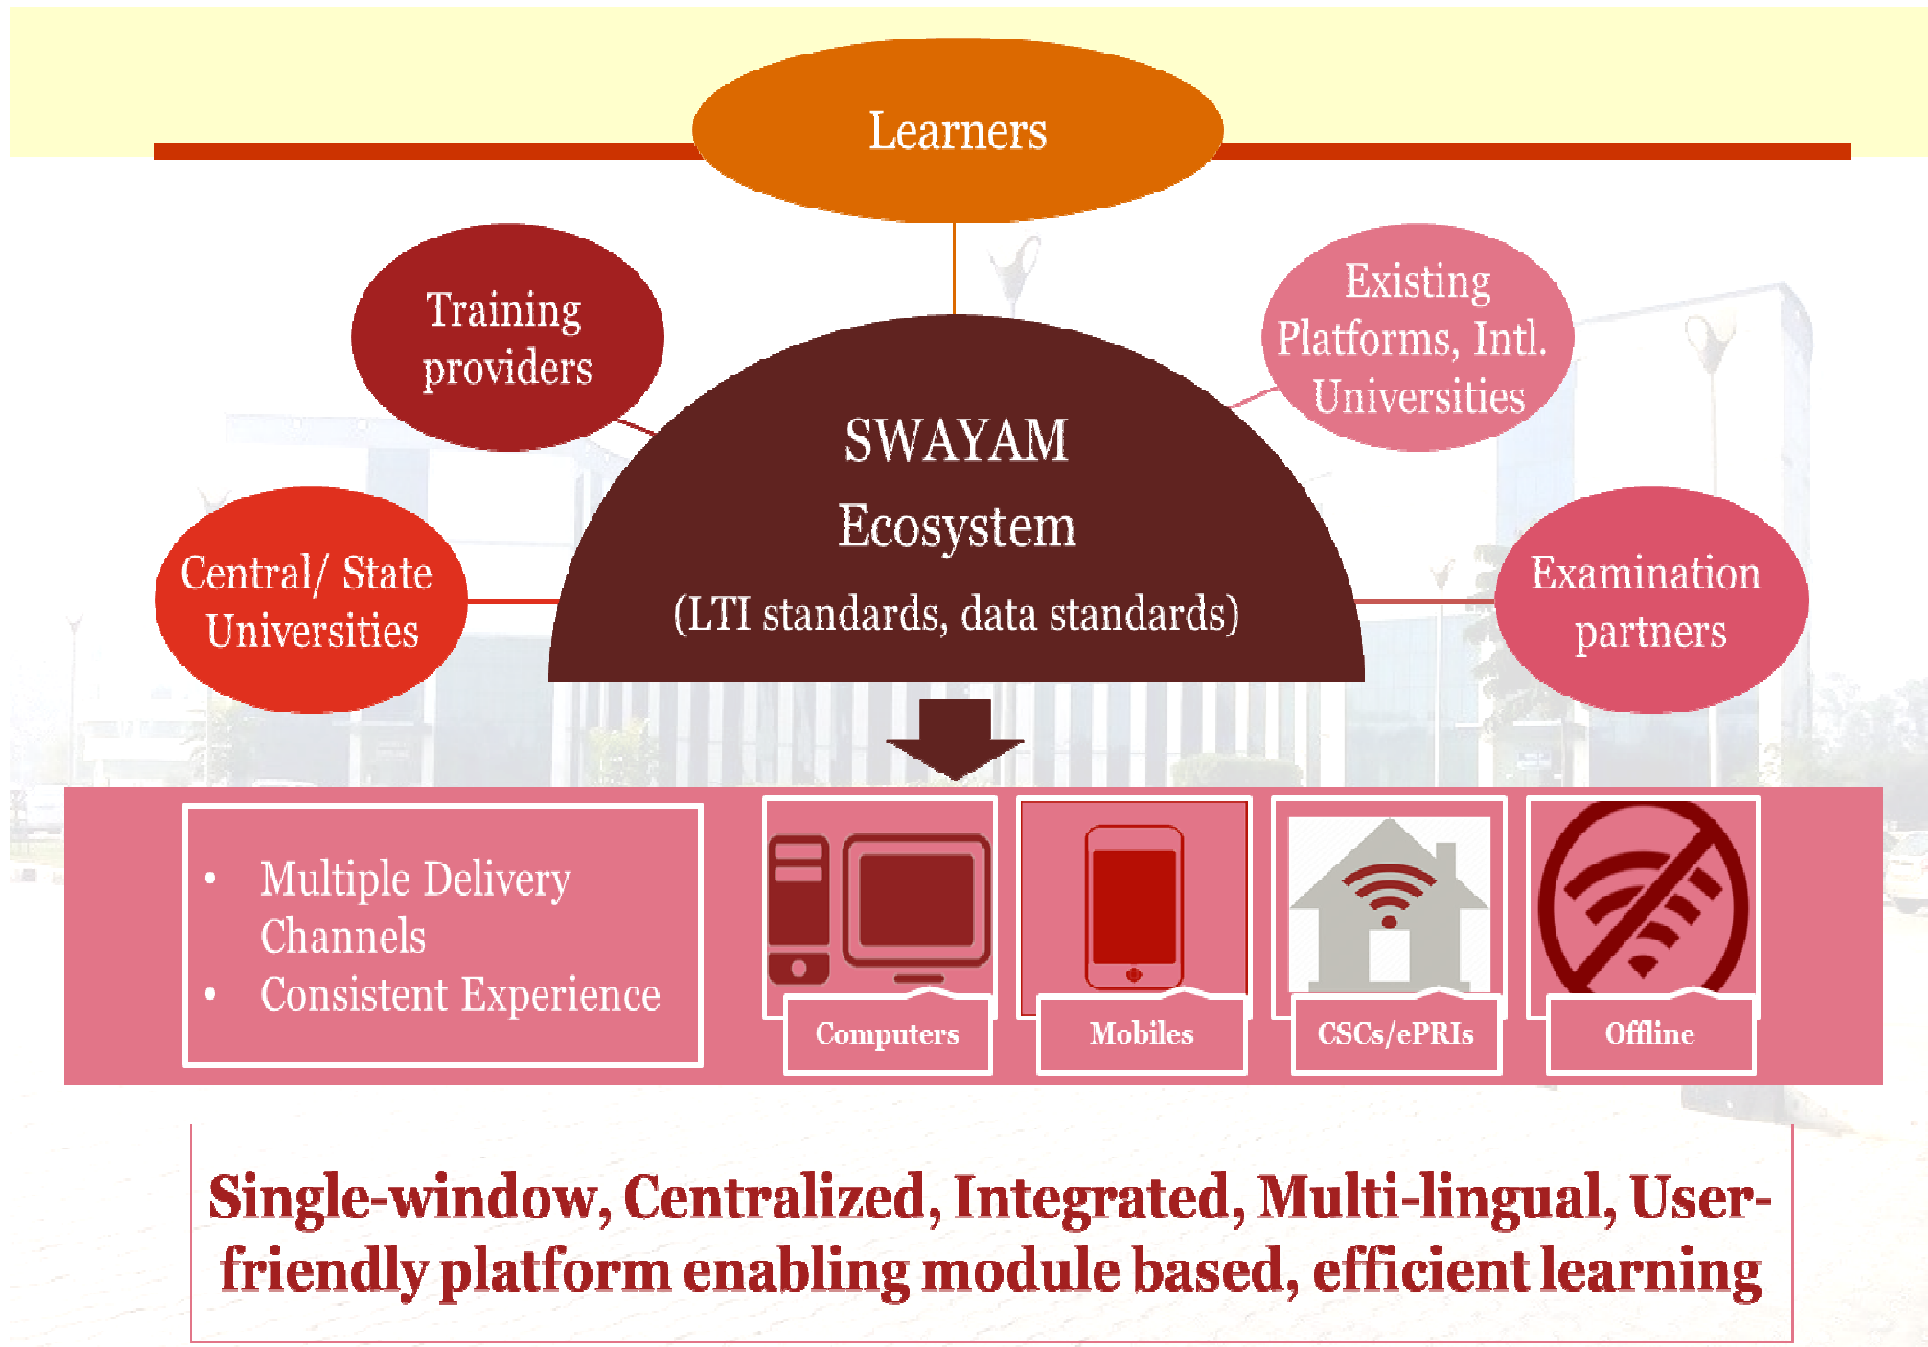 Learners
Training
providers
Existing
Platforms, Intl.
Universities
SWAYAM
Ecosystem
(LTI standards, data standards)
Central/ State
Universities
Examination
partners
• Multiple Delivery
Channels
• Consistent Experience
Computers
Mobiles
CSCs/ePRIs
Offline
Single-window, Centralized, Integrated, Multi-lingual, User-
friendly platform enabling module based, efficient learning